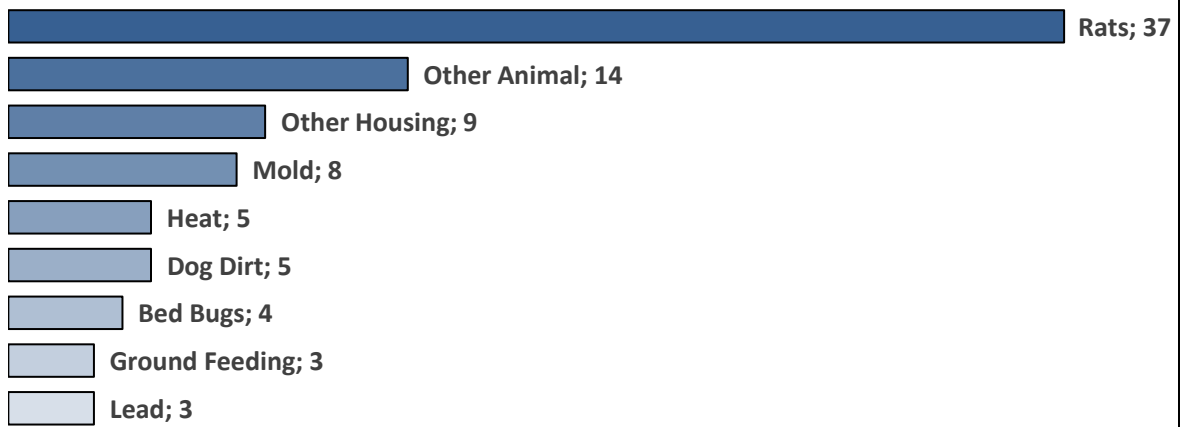 Rats; 37
Other Animal; 14
Other Housing; 9
Mold; 8
Heat; 5
Dog Dirt; 5
Bed Bugs; 4
Ground Feeding; 3
Lead; 3